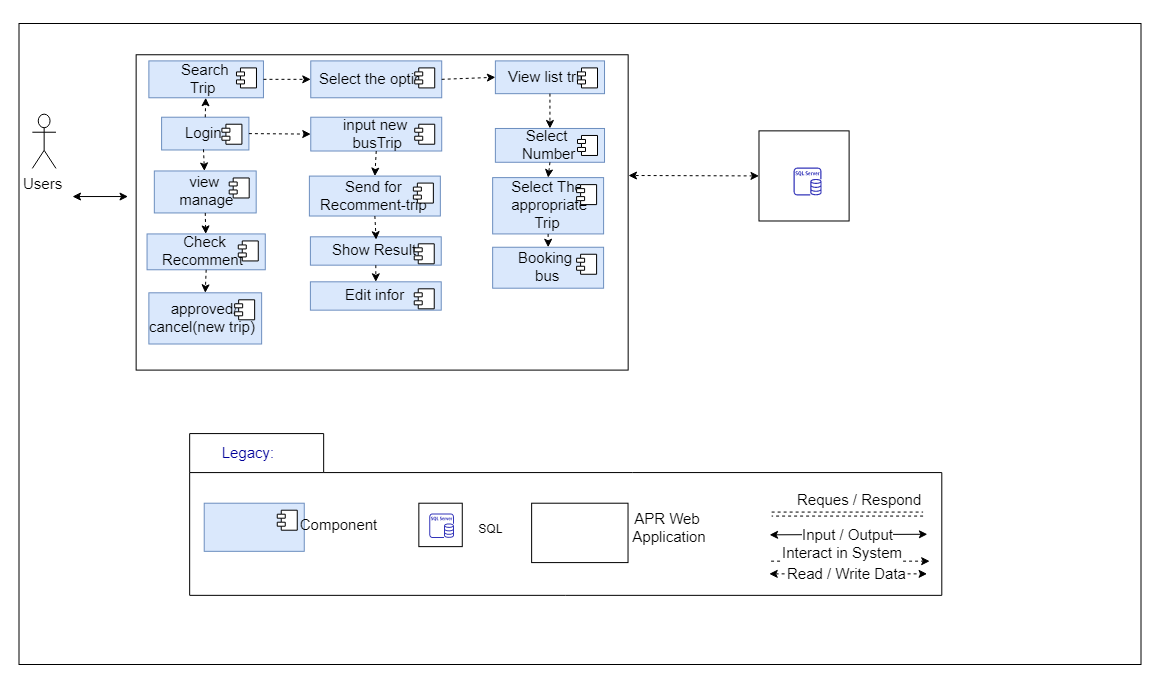 Search
Trip
Select the opti
View list tri
Login
input new
busTrip
Select
Number
Users
view
manage
Send for
Recomment-trip
Select The
appropriate
Trip
SQL Server
Check
Recomment
Show Result
Booking
bus
approved/
cancel(new trip)
Edit infor
Legacy:
Component
SQL Server
SQL
APR Web
Application
Reques / Respond
Input / Output
Interact in System
Read / Write Data